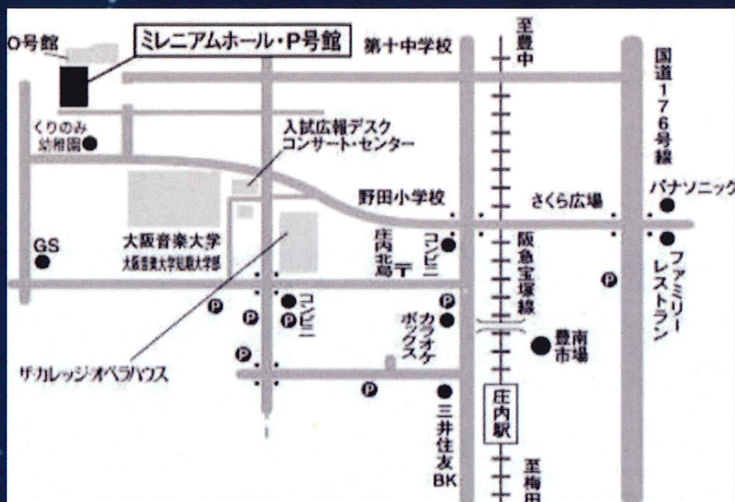 O号館
ミレニアムホール・P号館
第十中学校
至豊中
国道176号線
くりのみ
幼稚園
入試広報デスク
コンサート・センター
野田小学校
さくら広場
パナソニック
GS
大阪音楽大学
大阪音楽大学短期大学部
庄内北島〒
コンビニ
阪急宝塚線
ファミリー
レストラン
P
P
P
P
コンビニ
P
カラオケ
ボックス
P
P
ザ・カレッジ・オペラハウス
豊南
市場
P
三井住友
BK
庄内駅
至梅田